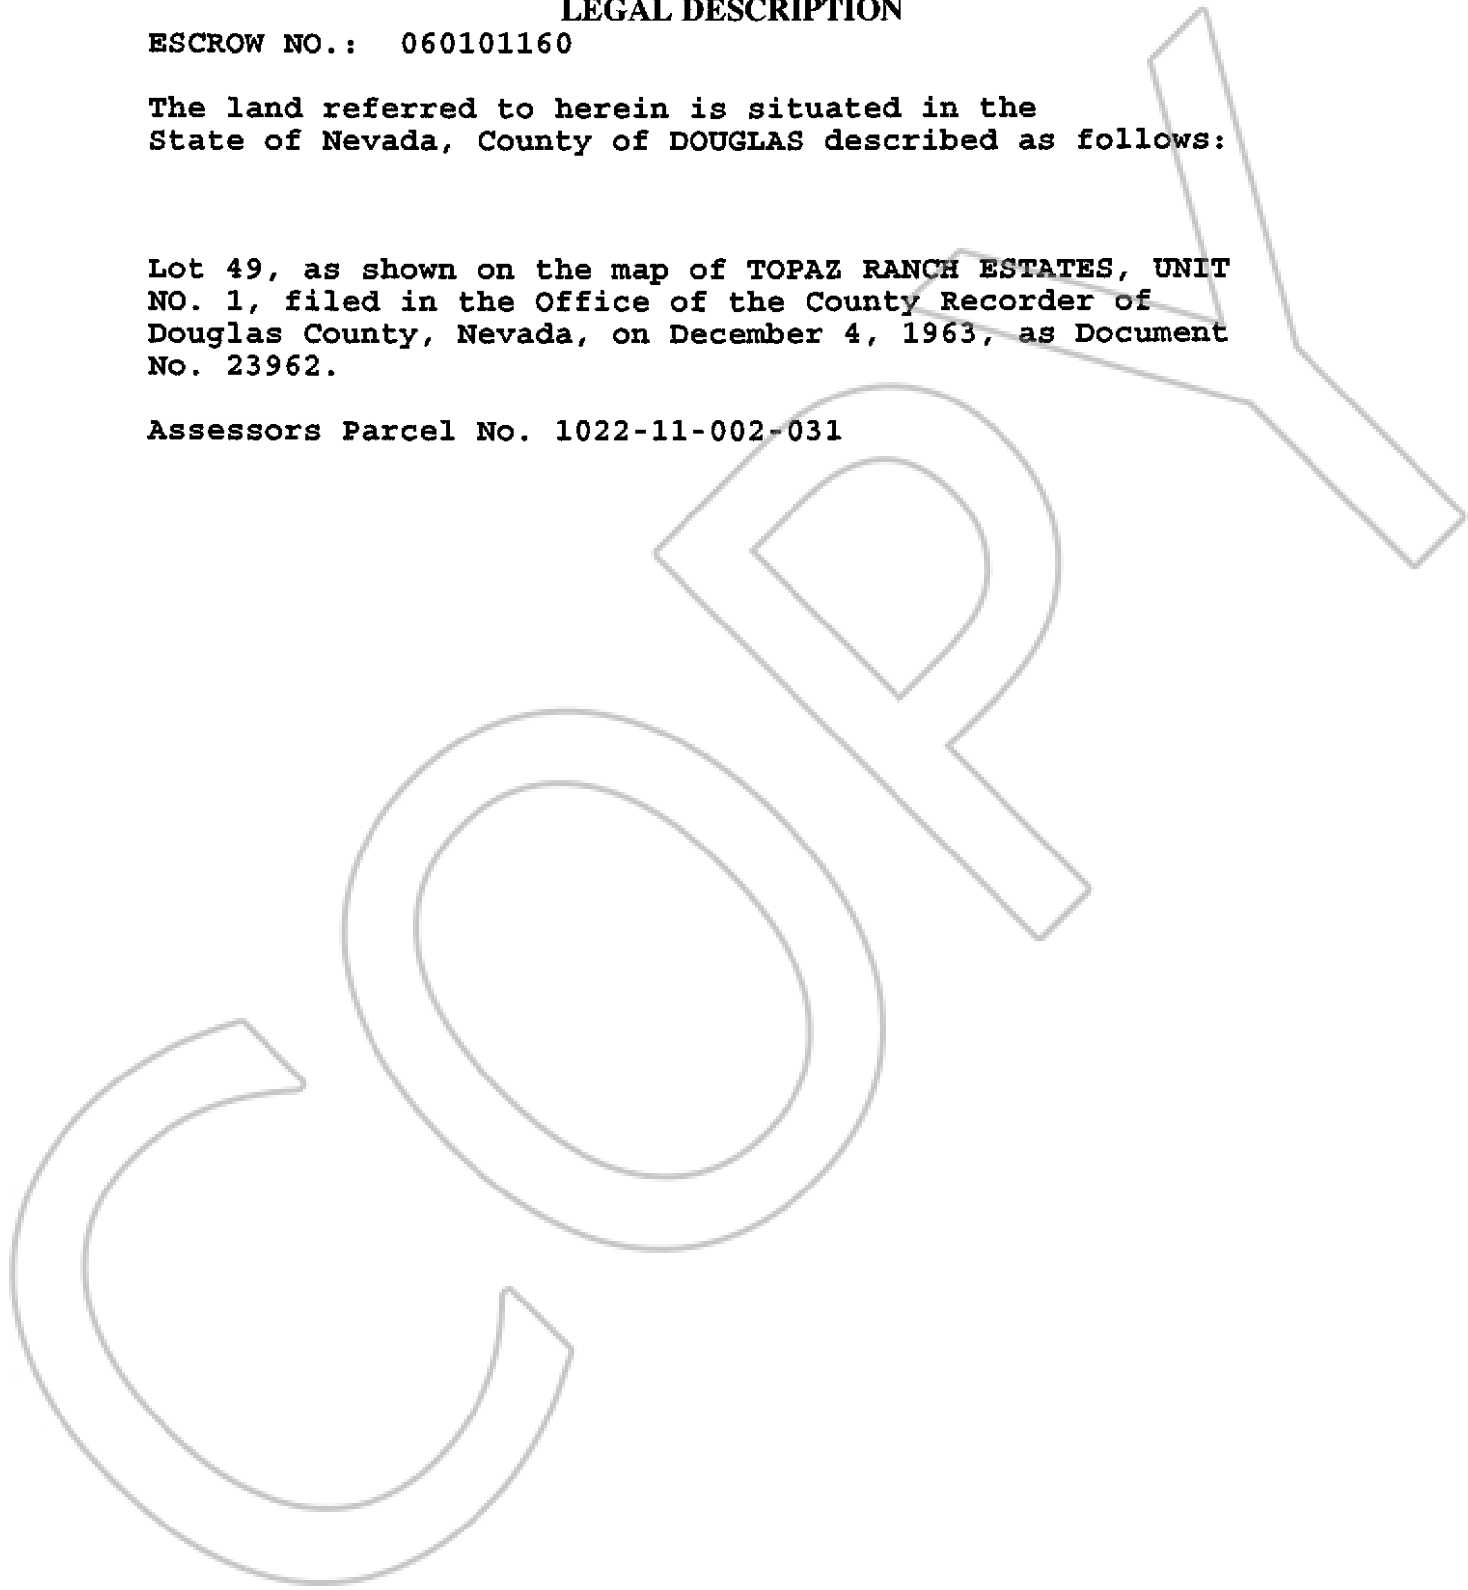 LEGAL DESCRIPTION
ESCROW NO.: 060101160
The land referred to herein is situated in the
State of Nevada, County of DOUGLAS described as follows:
Lot 49, as shown on the map of TOPAZ RANCH ESTATES, UNIT
NO. 1, filed in the Office of the County Recorder of
Douglas County, Nevada, on December 4, 1963, as Document
No. 23962.
Assessors Parcel No. 1022-11-002-031
COPY